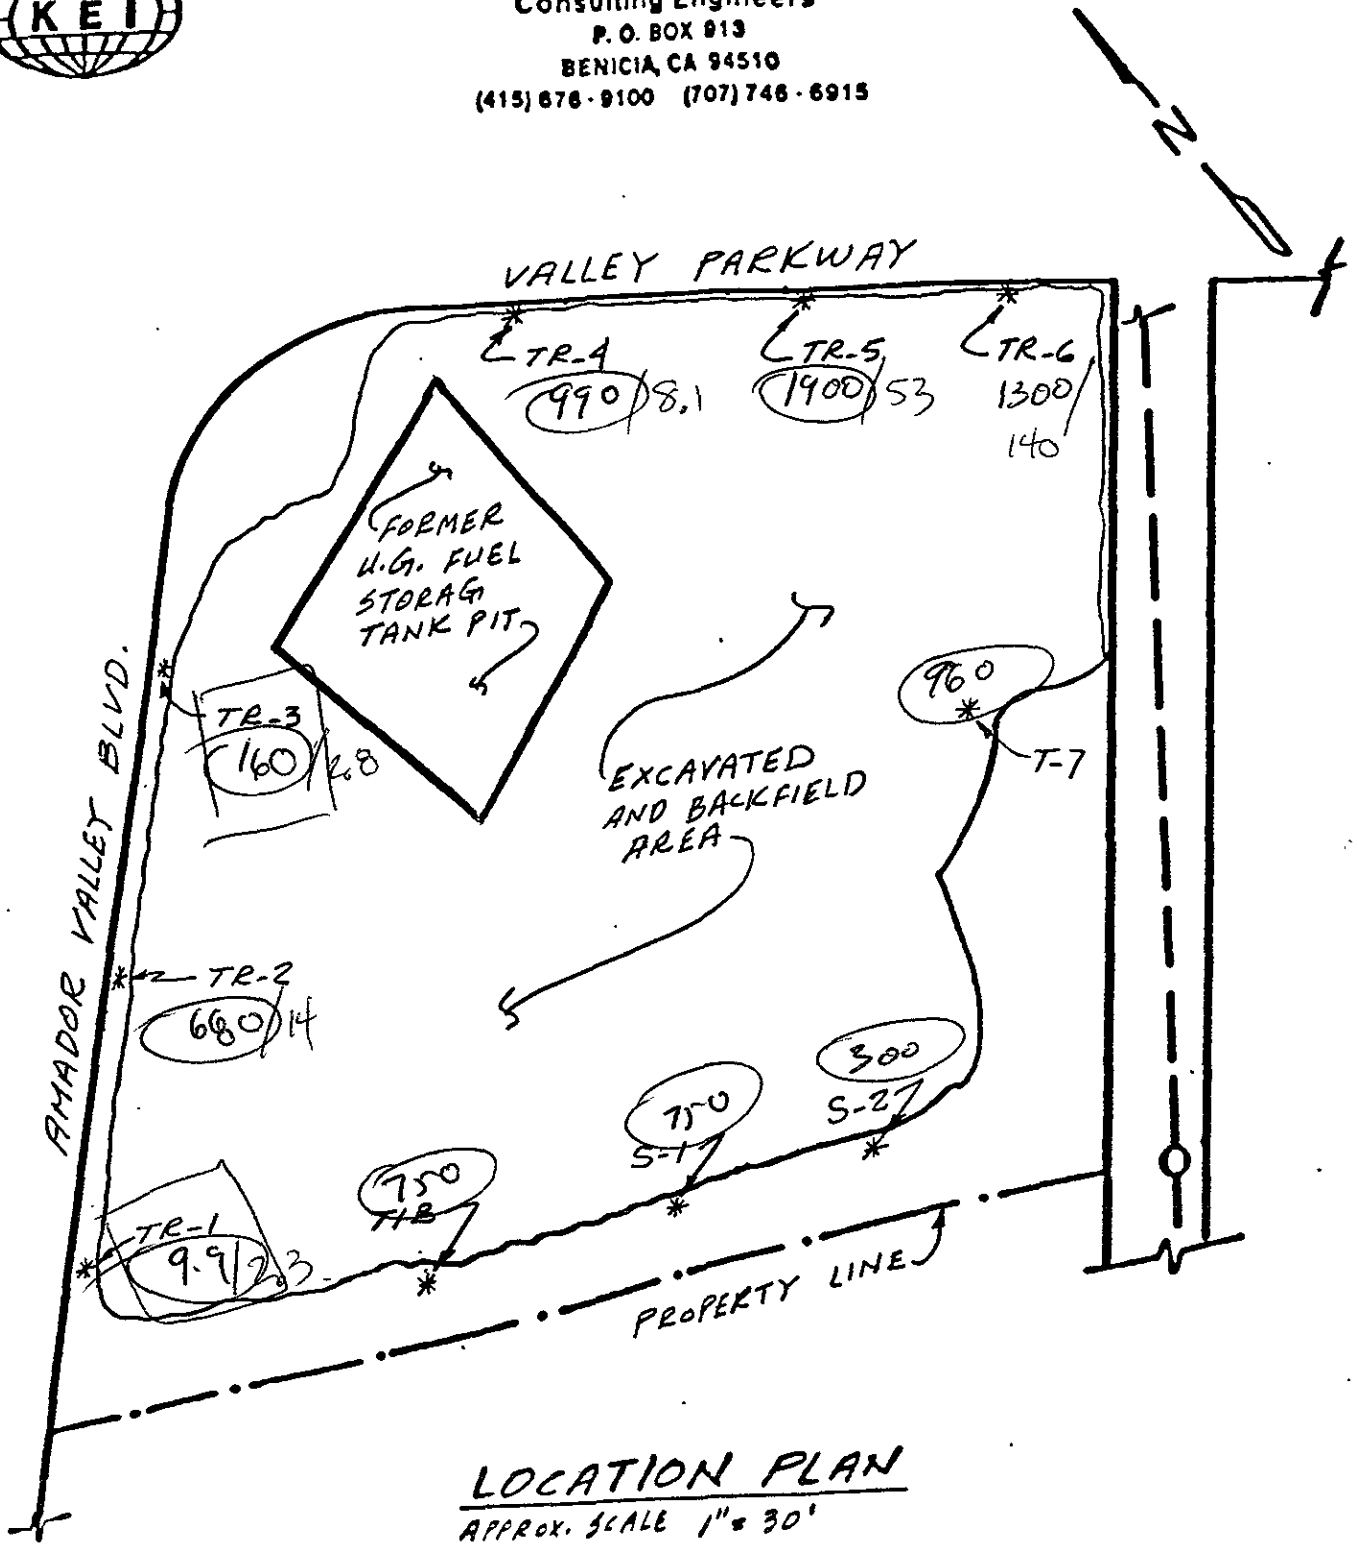 KEI
Consulting Engineers
P. O. BOX 913
BENICIA, CA 94510
(415) 676 - 9100 (707) 746 - 6915
N
VALLEY PARKWAY
TR-4
990/8.1
TR-5
1900/53
TR-6
1300/
140
FORMER
U.G. FUEL
STORAG
TANK PIT
AMADOR VALLEY BLVD.
TR-3
160/2.8
960
T-7
EXCAVATED
AND BACKFIELD
AREA
TR-2
/14
300
S-2
750
S-1
750
TR-1
9.9/2.3
PROPERTY LINE
LOCATION PLAN
APPROX. SCALE 1" = 30'